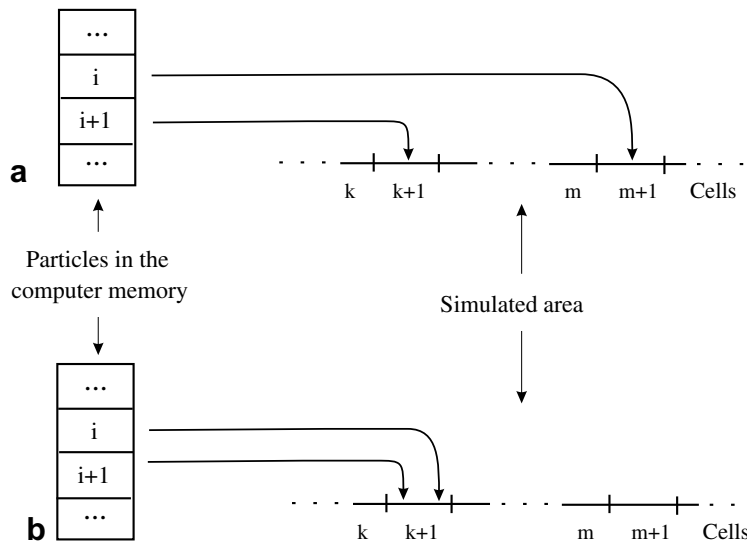 ...
i
i+1
...
a
k k+1 m m+1 Cells
Particles in the
computer memory
Simulated area
...
i
i+1
...
b
k k+1 m m+1 Cells